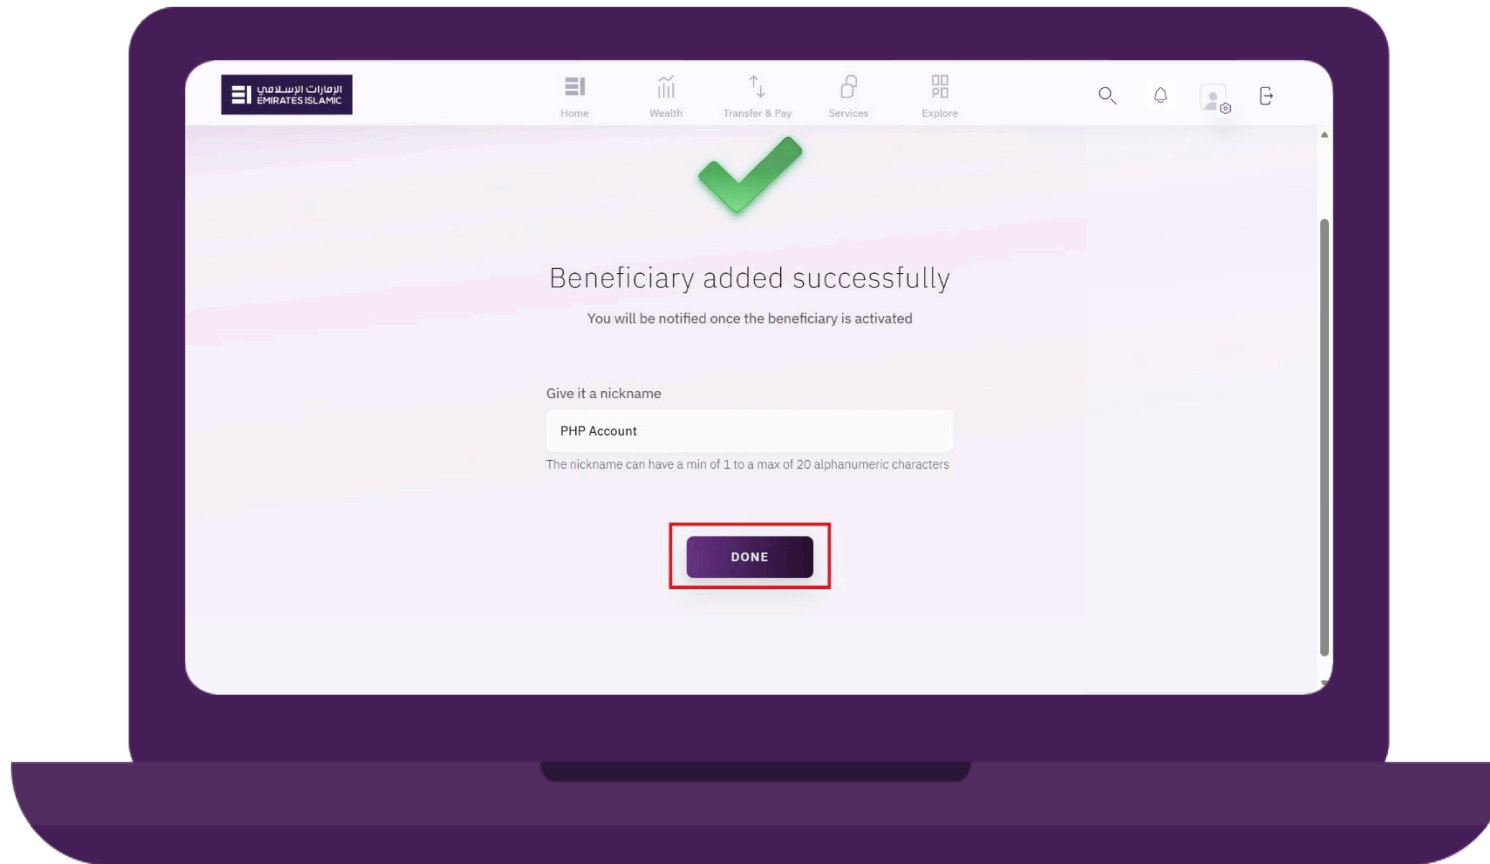 الإمارات الإسلامي
EMIRATES ISLAMIC
Home
Wealth
Transfer & Pay
Services
Explore
Beneficiary added successfully
You will be notified once the beneficiary is activated
Give it a nickname
PHP Account
The nickname can have a min of 1 to a max of 20 alphanumeric characters
DONE